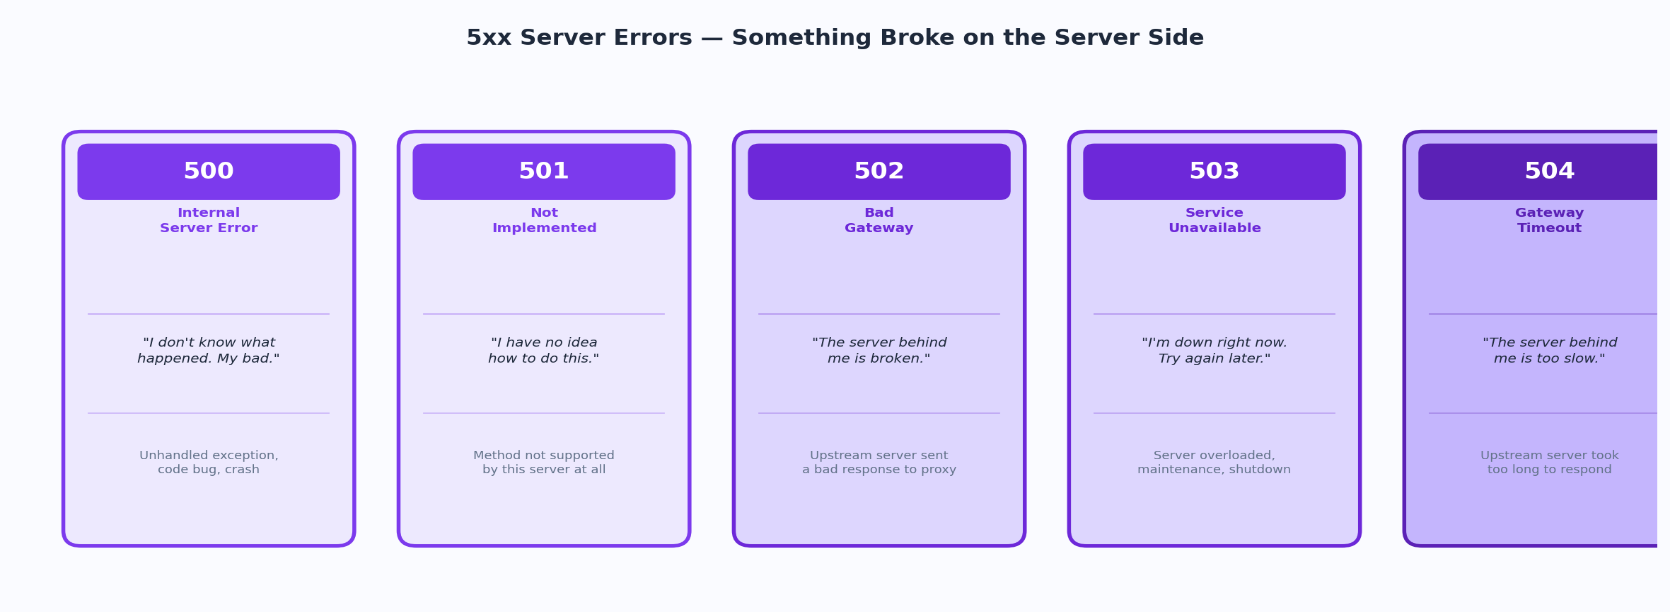 5xx Server Errors — Something Broke on the Server Side
500
Internal
Server Error
"I don't know what
happened. My bad."
Unhandled exception,
code bug, crash
501
Not
Implemented
"I have no idea
how to do this."
Method not supported
by this server at all
502
Bad
Gateway
"The server behind
me is broken."
Upstream server sent
a bad response to proxy
503
Service
Unavailable
"I'm down right now.
Try again later."
Server overloaded,
maintenance, shutdown
504
Gateway
Timeout
"The server behind
me is too slow."
Upstream server took
too long to respond